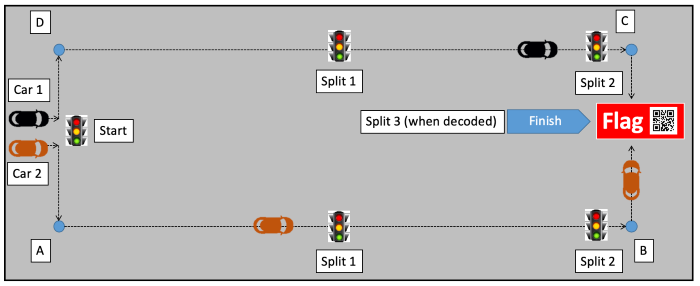 D
C
Split 1
Split 2
Car 1
Start
Split 3 (when decoded)
Finish
Flag
Car 2
A
Split 1
Split 2
B